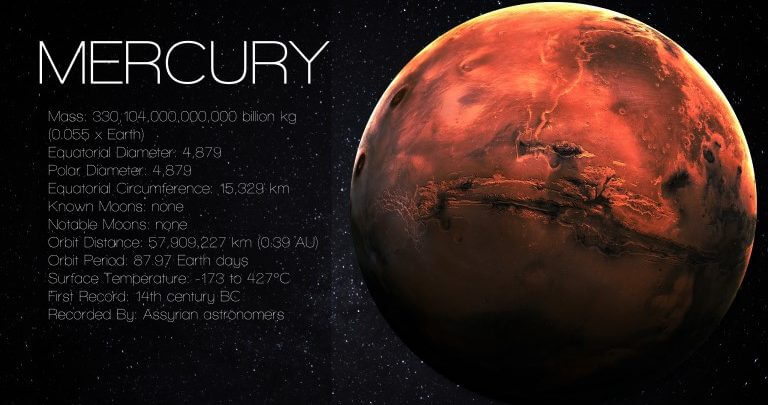 MERCURY
Mass: 330,104,000,000,000 billion kg
(0.055 x Earth)
Equatorial Diameter: 4,879
Polar Diameter: 4,879
Equatorial Circumference: 15,329 km
Known Moons: none
Notable Moons: none
Orbit Distance: 57,909,227 km (0.39 AU)
Orbit Period: 87.97 Earth days
Surface Temperature: -173 to 427°C
First Record: 14th century BC
Recorded By: Assyrian astronomers